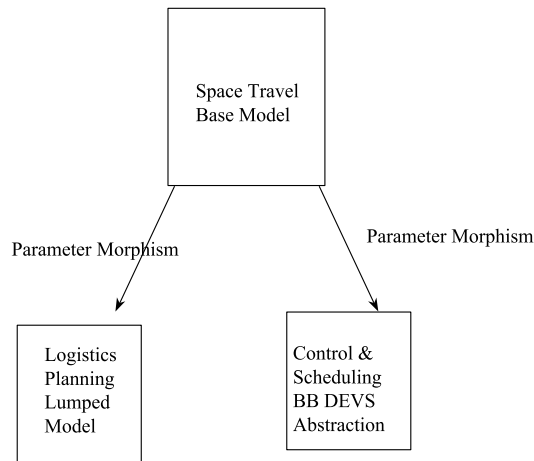 Space Travel
Base Model
Parameter Morphism
Parameter Morphism
Logistics
Planning
Lumped
Model
Control &
Scheduling
BB DEVS
Abstraction